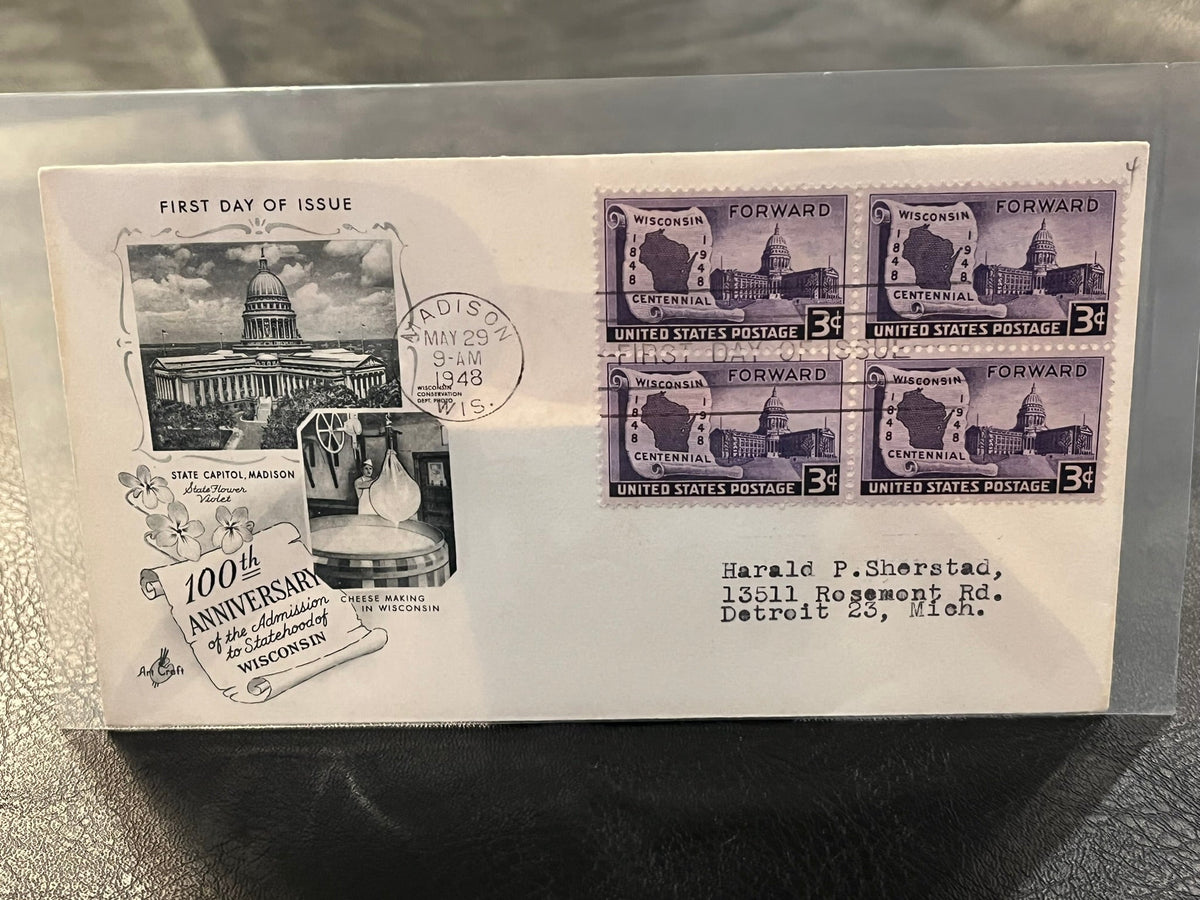 FIRST DAY OF ISSUE
STATE CAPITOL, MADISON
State Flower
Violet
100th
ANNIVERSARY
of the Admission
to Statehood of
WISCONSIN
CHEESE MAKING
IN WISCONSIN
Art Craft
MADISON
MAY 29
9-AM
1948
WIS.
WISCONSIN
CONSERVATION
DEPT. PHOTO
4
WISCONSIN FORWARD
1848 1948
CENTENNIAL
UNITED STATES POSTAGE 3¢
WISCONSIN FORWARD
1848 1948
CENTENNIAL
UNITED STATES POSTAGE 3¢
FIRST DAY OF ISSUE
WISCONSIN FORWARD
1848 1948
CENTENNIAL
UNITED STATES POSTAGE 3¢
WISCONSIN FORWARD
1848 1948
CENTENNIAL
UNITED STATES POSTAGE 3¢
Harald P.Sherstad,
13511 Rosemont Rd.
Detroit 23, Mich.